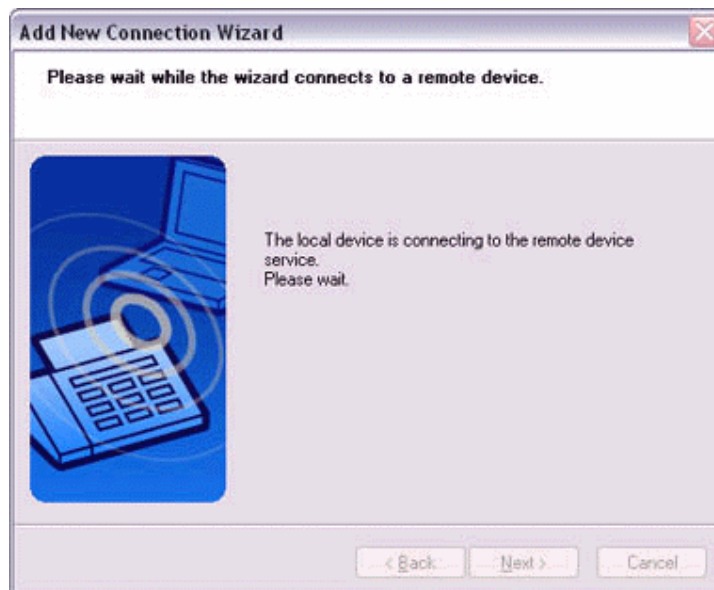 Add New Connection Wizard
Please wait while the wizard connects to a remote device.
The local device is connecting to the remote device
service.
Please wait.
< Back
Next >
Cancel